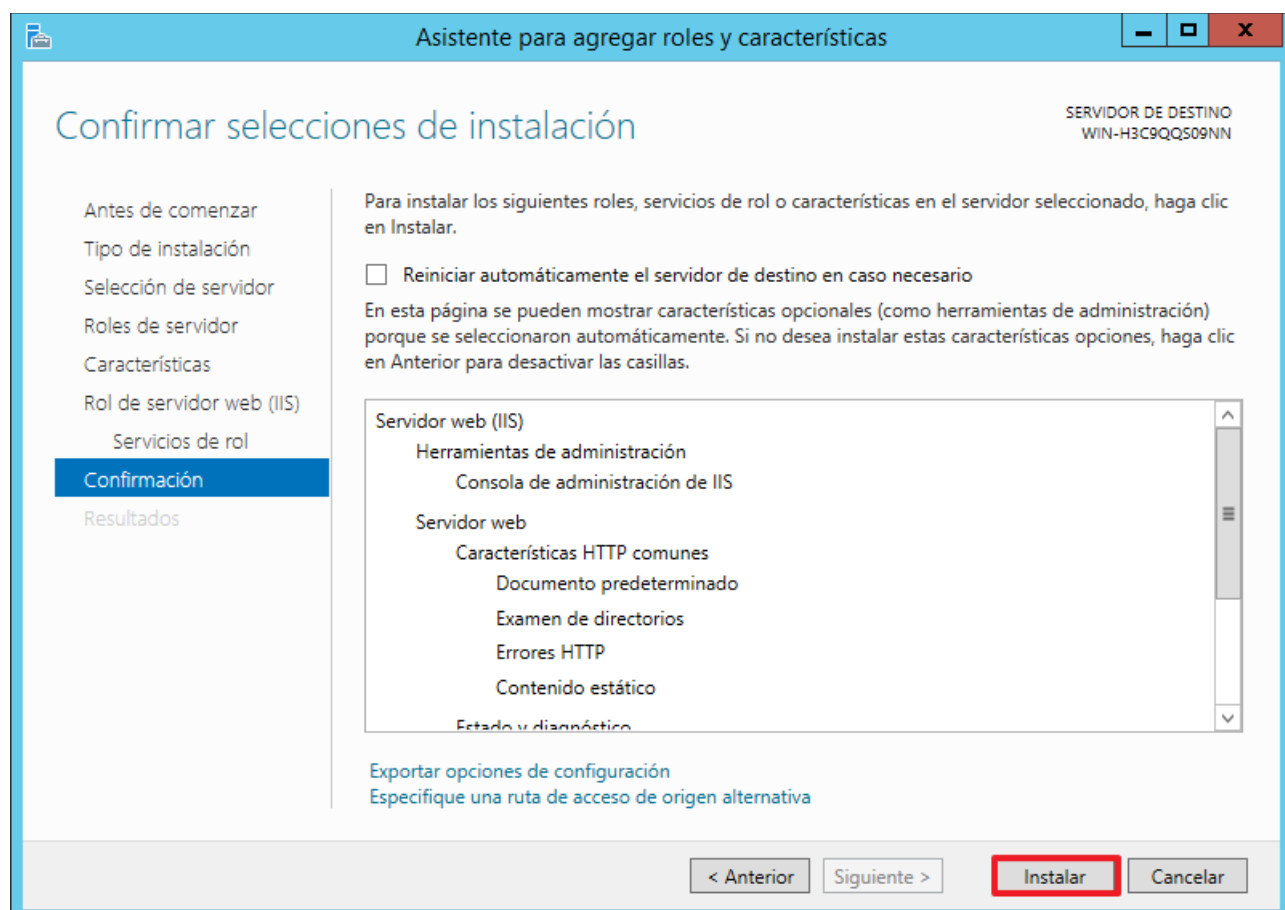 Asistente para agregar roles y características
Confirmar selecciones de instalación
SERVIDOR DE DESTINO
WIN-H3C9QQS09NN
Antes de comenzar
Tipo de instalación
Selección de servidor
Roles de servidor
Características
Rol de servidor web (IIS)
Servicios de rol
Confirmación
Resultados
Para instalar los siguientes roles, servicios de rol o características en el servidor seleccionado, haga clic
en Instalar.
Reiniciar automáticamente el servidor de destino en caso necesario
En esta página se pueden mostrar características opcionales (como herramientas de administración)
porque se seleccionaron automáticamente. Si no desea instalar estas características opciones, haga clic
en Anterior para desactivar las casillas.
Servidor web (IIS)
Herramientas de administración
Consola de administración de IIS
Servidor web
Características HTTP comunes
Documento predeterminado
Examen de directorios
Errores HTTP
Contenido estático
Estado y diagnóstico
Exportar opciones de configuración
Especifique una ruta de acceso de origen alternativa
< Anterior
Siguiente >
Instalar
Cancelar